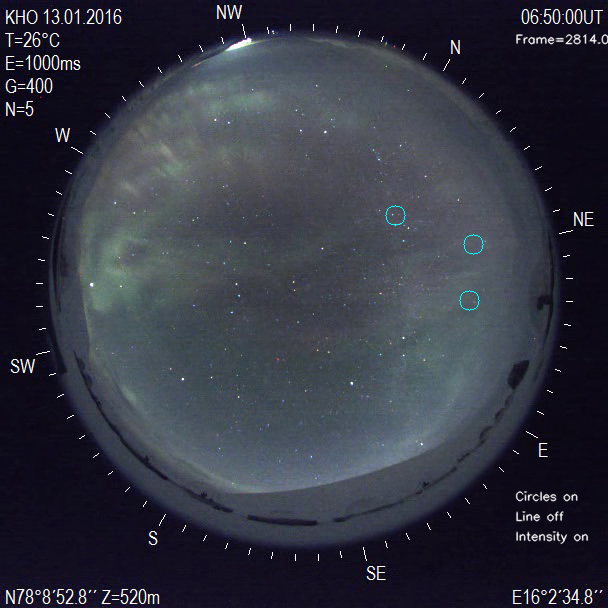 KHO 13.01.2016
T=26°C
E=1000ms
G=400
N=5
NW
06:50:00UT
Frame=2814.0
N
W
NE
SW
E
S
SE
Circles on
Line off
Intensity on
N78°8´52.8´´ Z=520m
E16°2´34.8´´